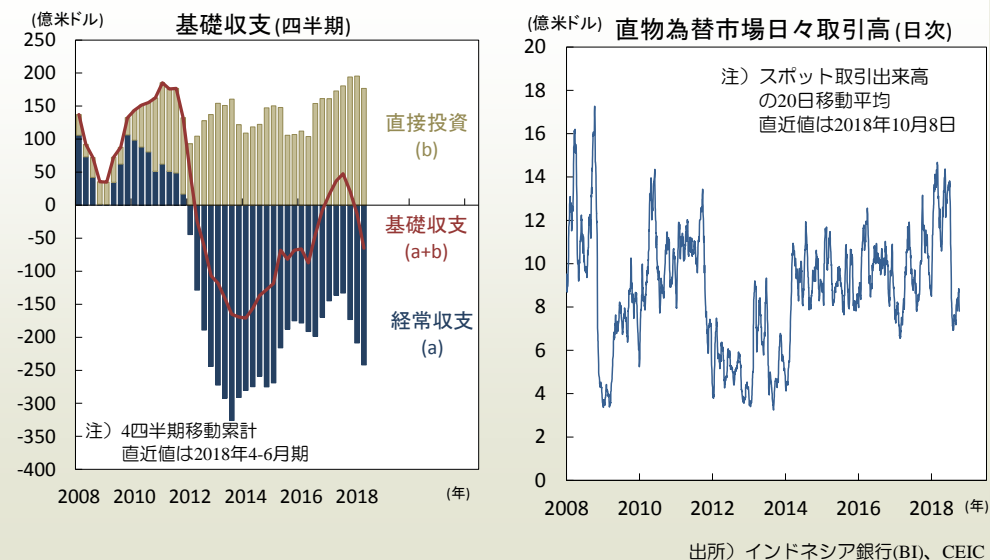 (億米ドル)
基礎収支(四半期)
250
200
150
100
50
0
-50
-100
-150
-200
-250
-300
-350
-400
直接投資
(b)
基礎収支
(a+b)
経常収支
(a)
注）4四半期移動累計
直近値は2018年4-6月期
2008 2010 2012 2014 2016 2018 (年)
(億米ドル)
直物為替市場日々取引高(日次)
20
18
16
14
12
10
8
6
4
2
0
注）スポット取引出来高
の20日移動平均
直近値は2018年10月8日
2008 2010 2012 2014 2016 2018 (年)
出所）インドネシア銀行(BI)、CEIC